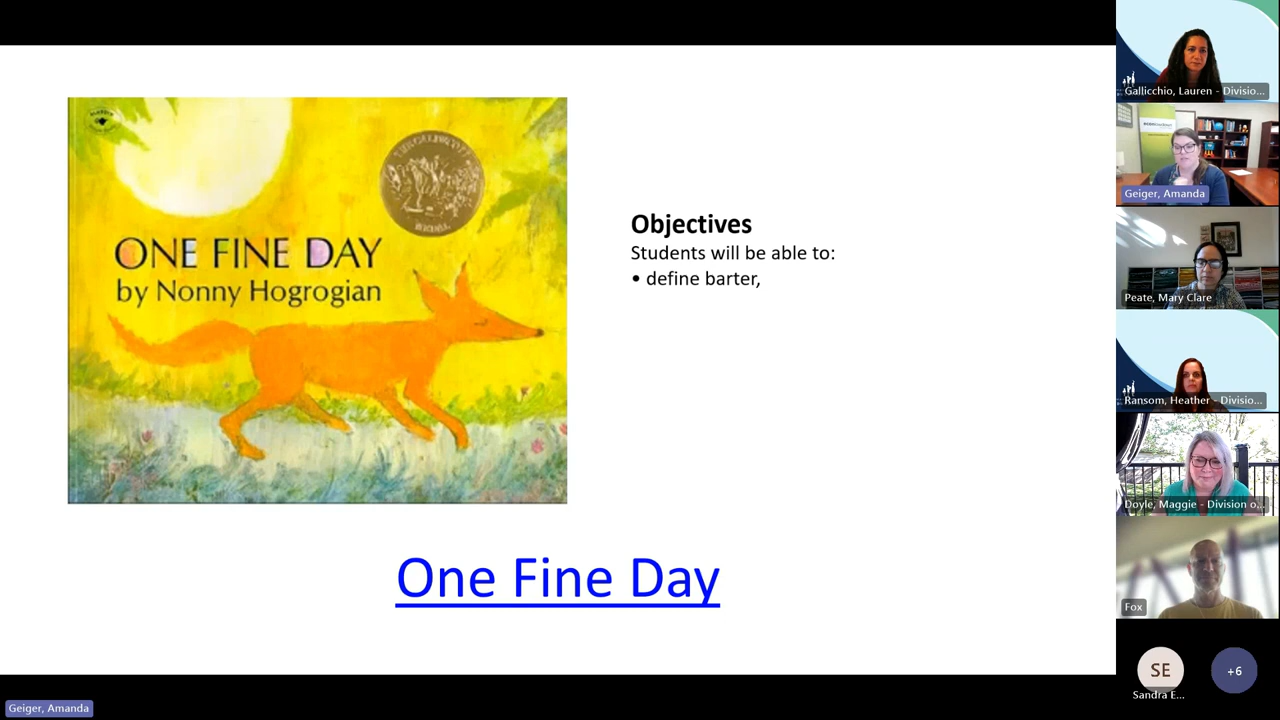 ONE FINE DAY
by Nonny Hogrogian
Objectives
Students will be able to:
• define barter,
One Fine Day
Geiger, Amanda
Gallicchio, Lauren - Divisio...
Geiger, Amanda
Peate, Mary Clare
Ransom, Heather - Divisio...
Doyle, Maggie - Division o...
Fox
SE
Sandra E...
+6